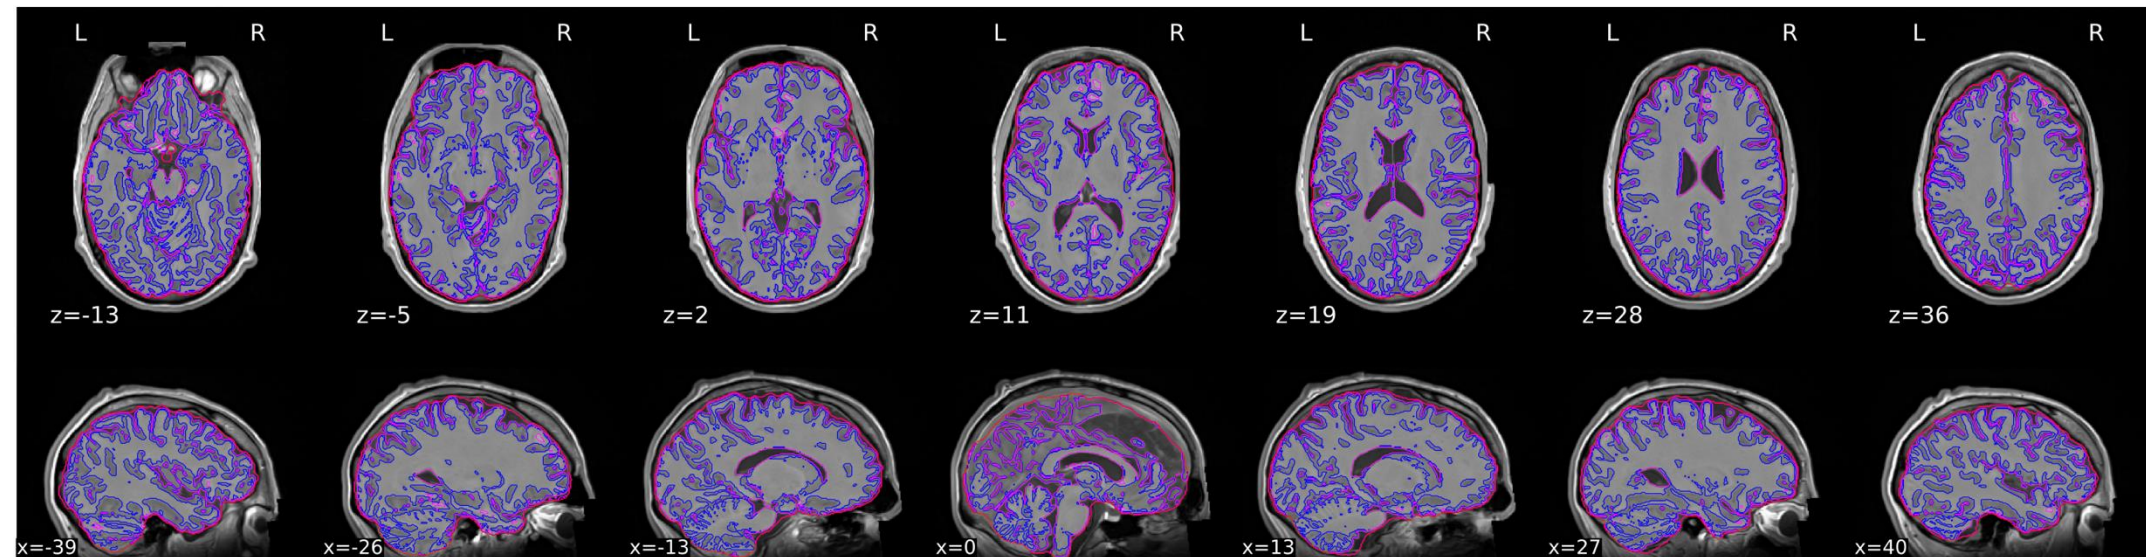 L R L R L R L R L R L R L R
z=-13 z=-5 z=2 z=11 z=19 z=28 z=36
x=-39 x=-26 x=-13 x=0 x=13 x=27 x=40